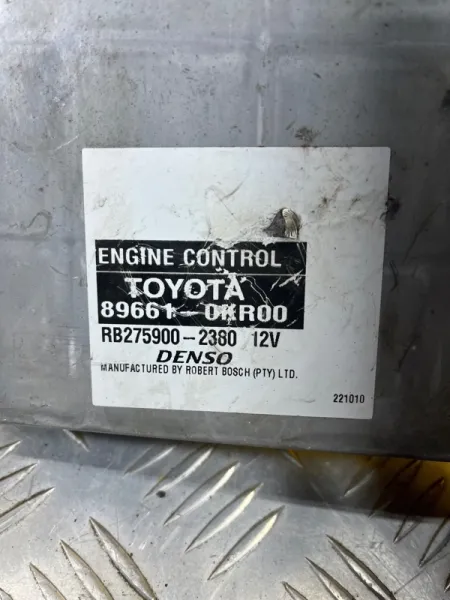 ENGINE CONTROL
TOYOTA
89661-0KR00
RB275900-2380 12V
DENSO
MANUFACTURED BY ROBERT BOSCH (PTY) LTD.
221010